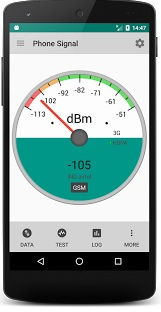 14:47
Phone Signal
-113 -102 -92 -82 -71 -61 -51
dBm
3G
-105
GSM
DATA TEST LOG MORE